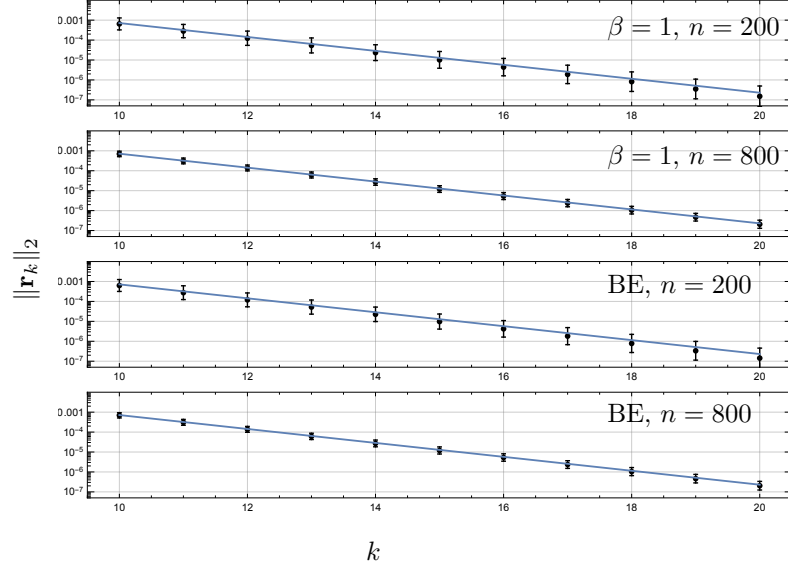 β = 1, n = 200
0.001
10⁻⁴
10⁻⁵
10⁻⁶
10⁻⁷
10 12 14 16 18 20
β = 1, n = 800
0.001
10⁻⁴
10⁻⁵
10⁻⁶
10⁻⁷
10 12 14 16 18 20
||r_k||_2
BE, n = 200
0.001
10⁻⁴
10⁻⁵
10⁻⁶
10⁻⁷
10 12 14 16 18 20
BE, n = 800
0.001
10⁻⁴
10⁻⁵
10⁻⁶
10⁻⁷
10 12 14 16 18 20
k